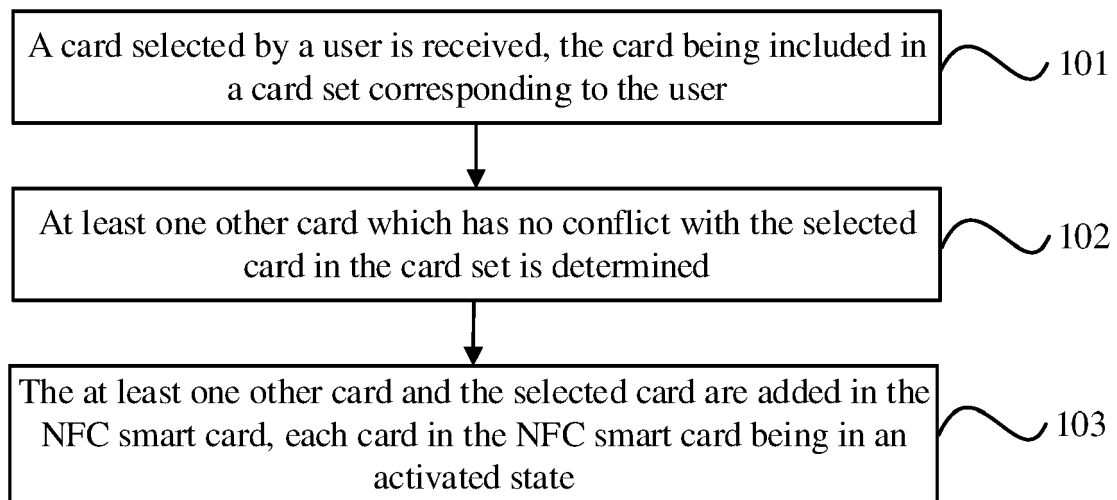 A card selected by a user is received, the card being included in
a card set corresponding to the user
101
At least one other card which has no conflict with the selected
card in the card set is determined
102
The at least one other card and the selected card are added in the
NFC smart card, each card in the NFC smart card being in an
activated state
103